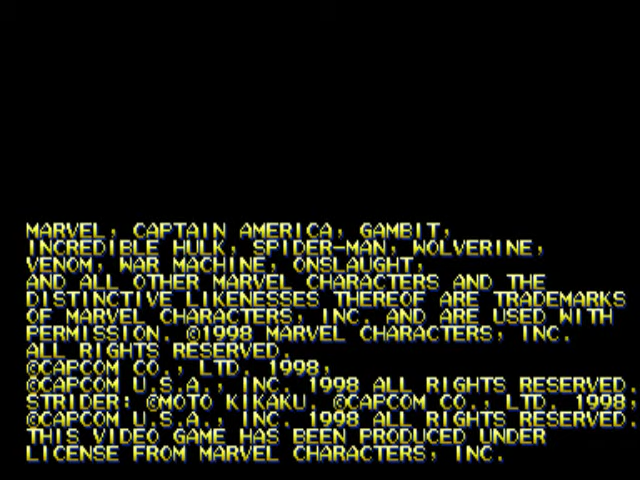 MARVEL, CAPTAIN AMERICA, GAMBIT,
INCREDIBLE HULK, SPIDER-MAN, WOLVERINE,
VENOM, WAR MACHINE, ONSLAUGHT,
AND ALL OTHER MARVEL CHARACTERS AND THE
DISTINCTIVE LIKENESSES THEREOF ARE TRADEMARKS
OF MARVEL CHARACTERS, INC. AND ARE USED WITH
PERMISSION. ©1998 MARVEL CHARACTERS, INC.
ALL RIGHTS RESERVED.
©CAPCOM CO., LTD. 1998,
©CAPCOM U.S.A., INC. 1998 ALL RIGHTS RESERVED.
STRIDER: ©MOTO KIKAKU, ©CAPCOM CO., LTD. 1998,
©CAPCOM U.S.A., INC. 1998 ALL RIGHTS RESERVED.
THIS VIDEO GAME HAS BEEN PRODUCED UNDER
LICENSE FROM MARVEL CHARACTERS, INC.